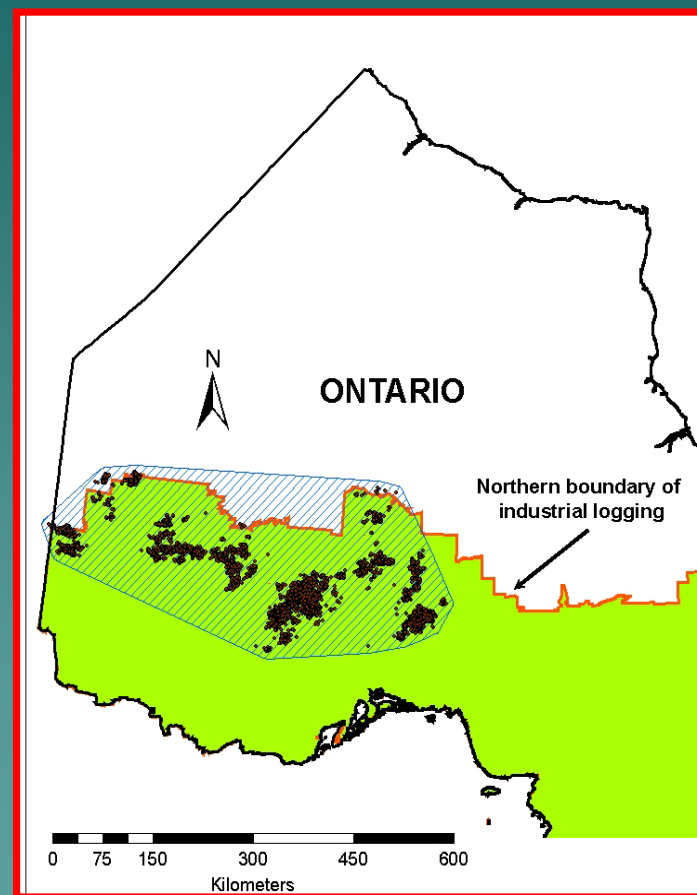 N
ONTARIO
Northern boundary of
industrial logging
0 75 150 300 450 600
Kilometers